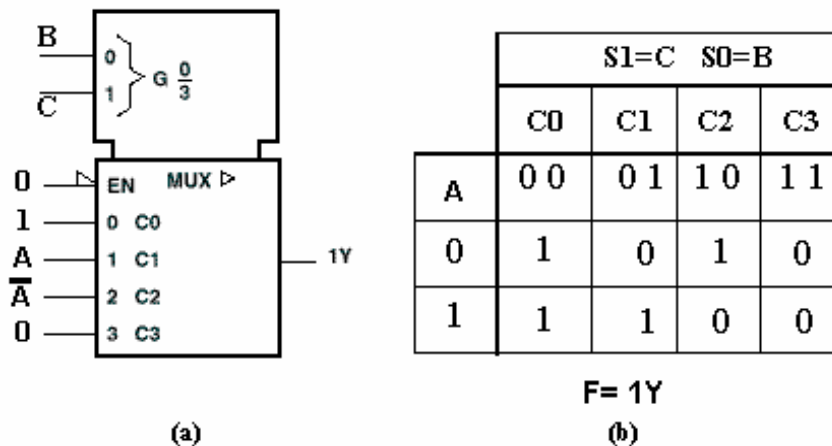 B
0
G 0/3
C
1
0 EN MUX
1 0 C0
A 1 C1 1Y
A̅ 2 C2
0 3 C3
(a)
S1=C S0=B
C0 C1 C2 C3
A 0 0 0 1 1 0 1 1
0 1 0 1 0
1 1 1 0 0
F= 1Y
(b)